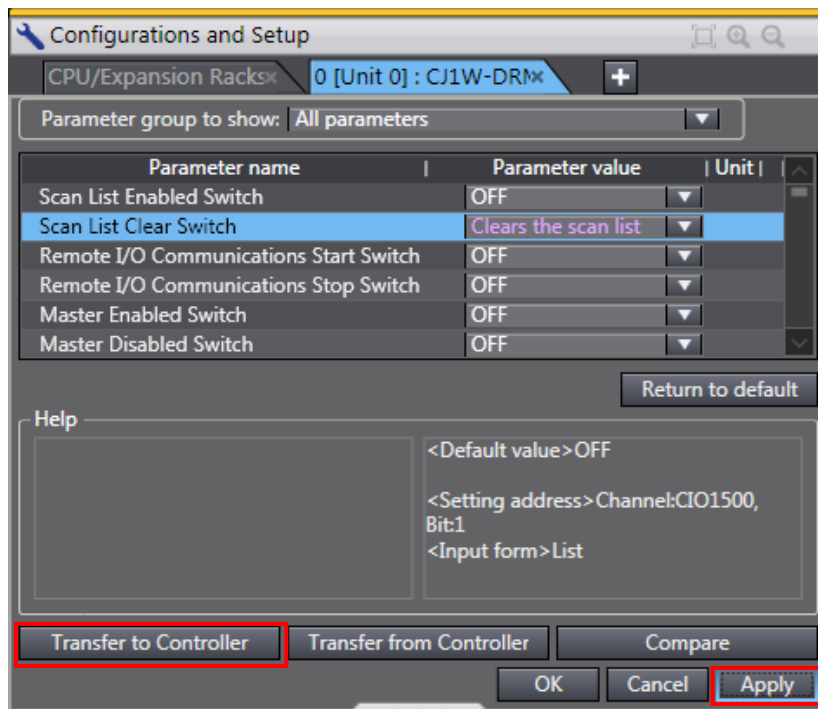 Configurations and Setup
CPU/Expansion Racks 0 [Unit 0] : CJ1W-DRM
Parameter group to show: All parameters
Parameter name | Parameter value | Unit |
Scan List Enabled Switch OFF
Scan List Clear Switch Clears the scan list
Remote I/O Communications Start Switch OFF
Remote I/O Communications Stop Switch OFF
Master Enabled Switch OFF
Master Disabled Switch OFF
Return to default
Help
<Default value>OFF
<Setting address>Channel:CIO1500,
Bit:1
<Input form>List
Transfer to Controller Transfer from Controller Compare
OK Cancel Apply